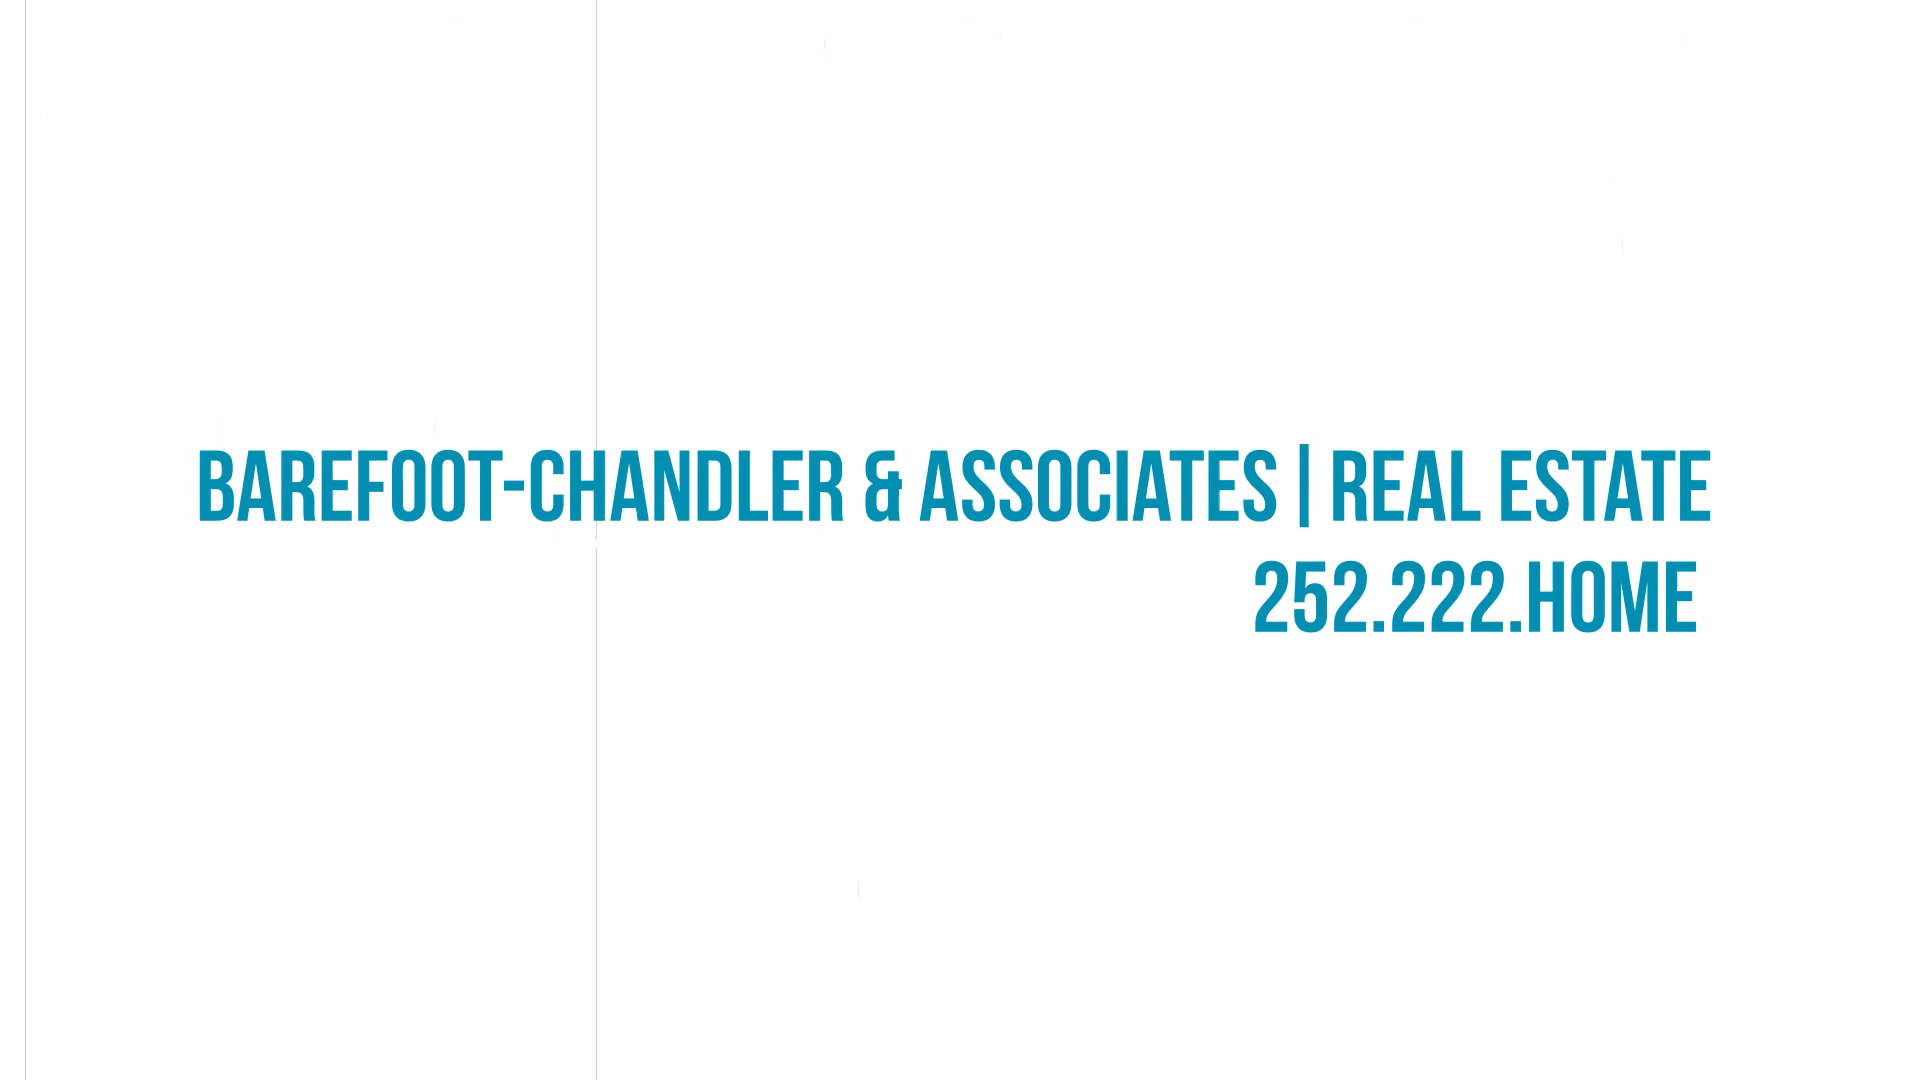 BAREFOOT-CHANDLER & ASSOCIATES | REAL ESTATE
252.222.HOME